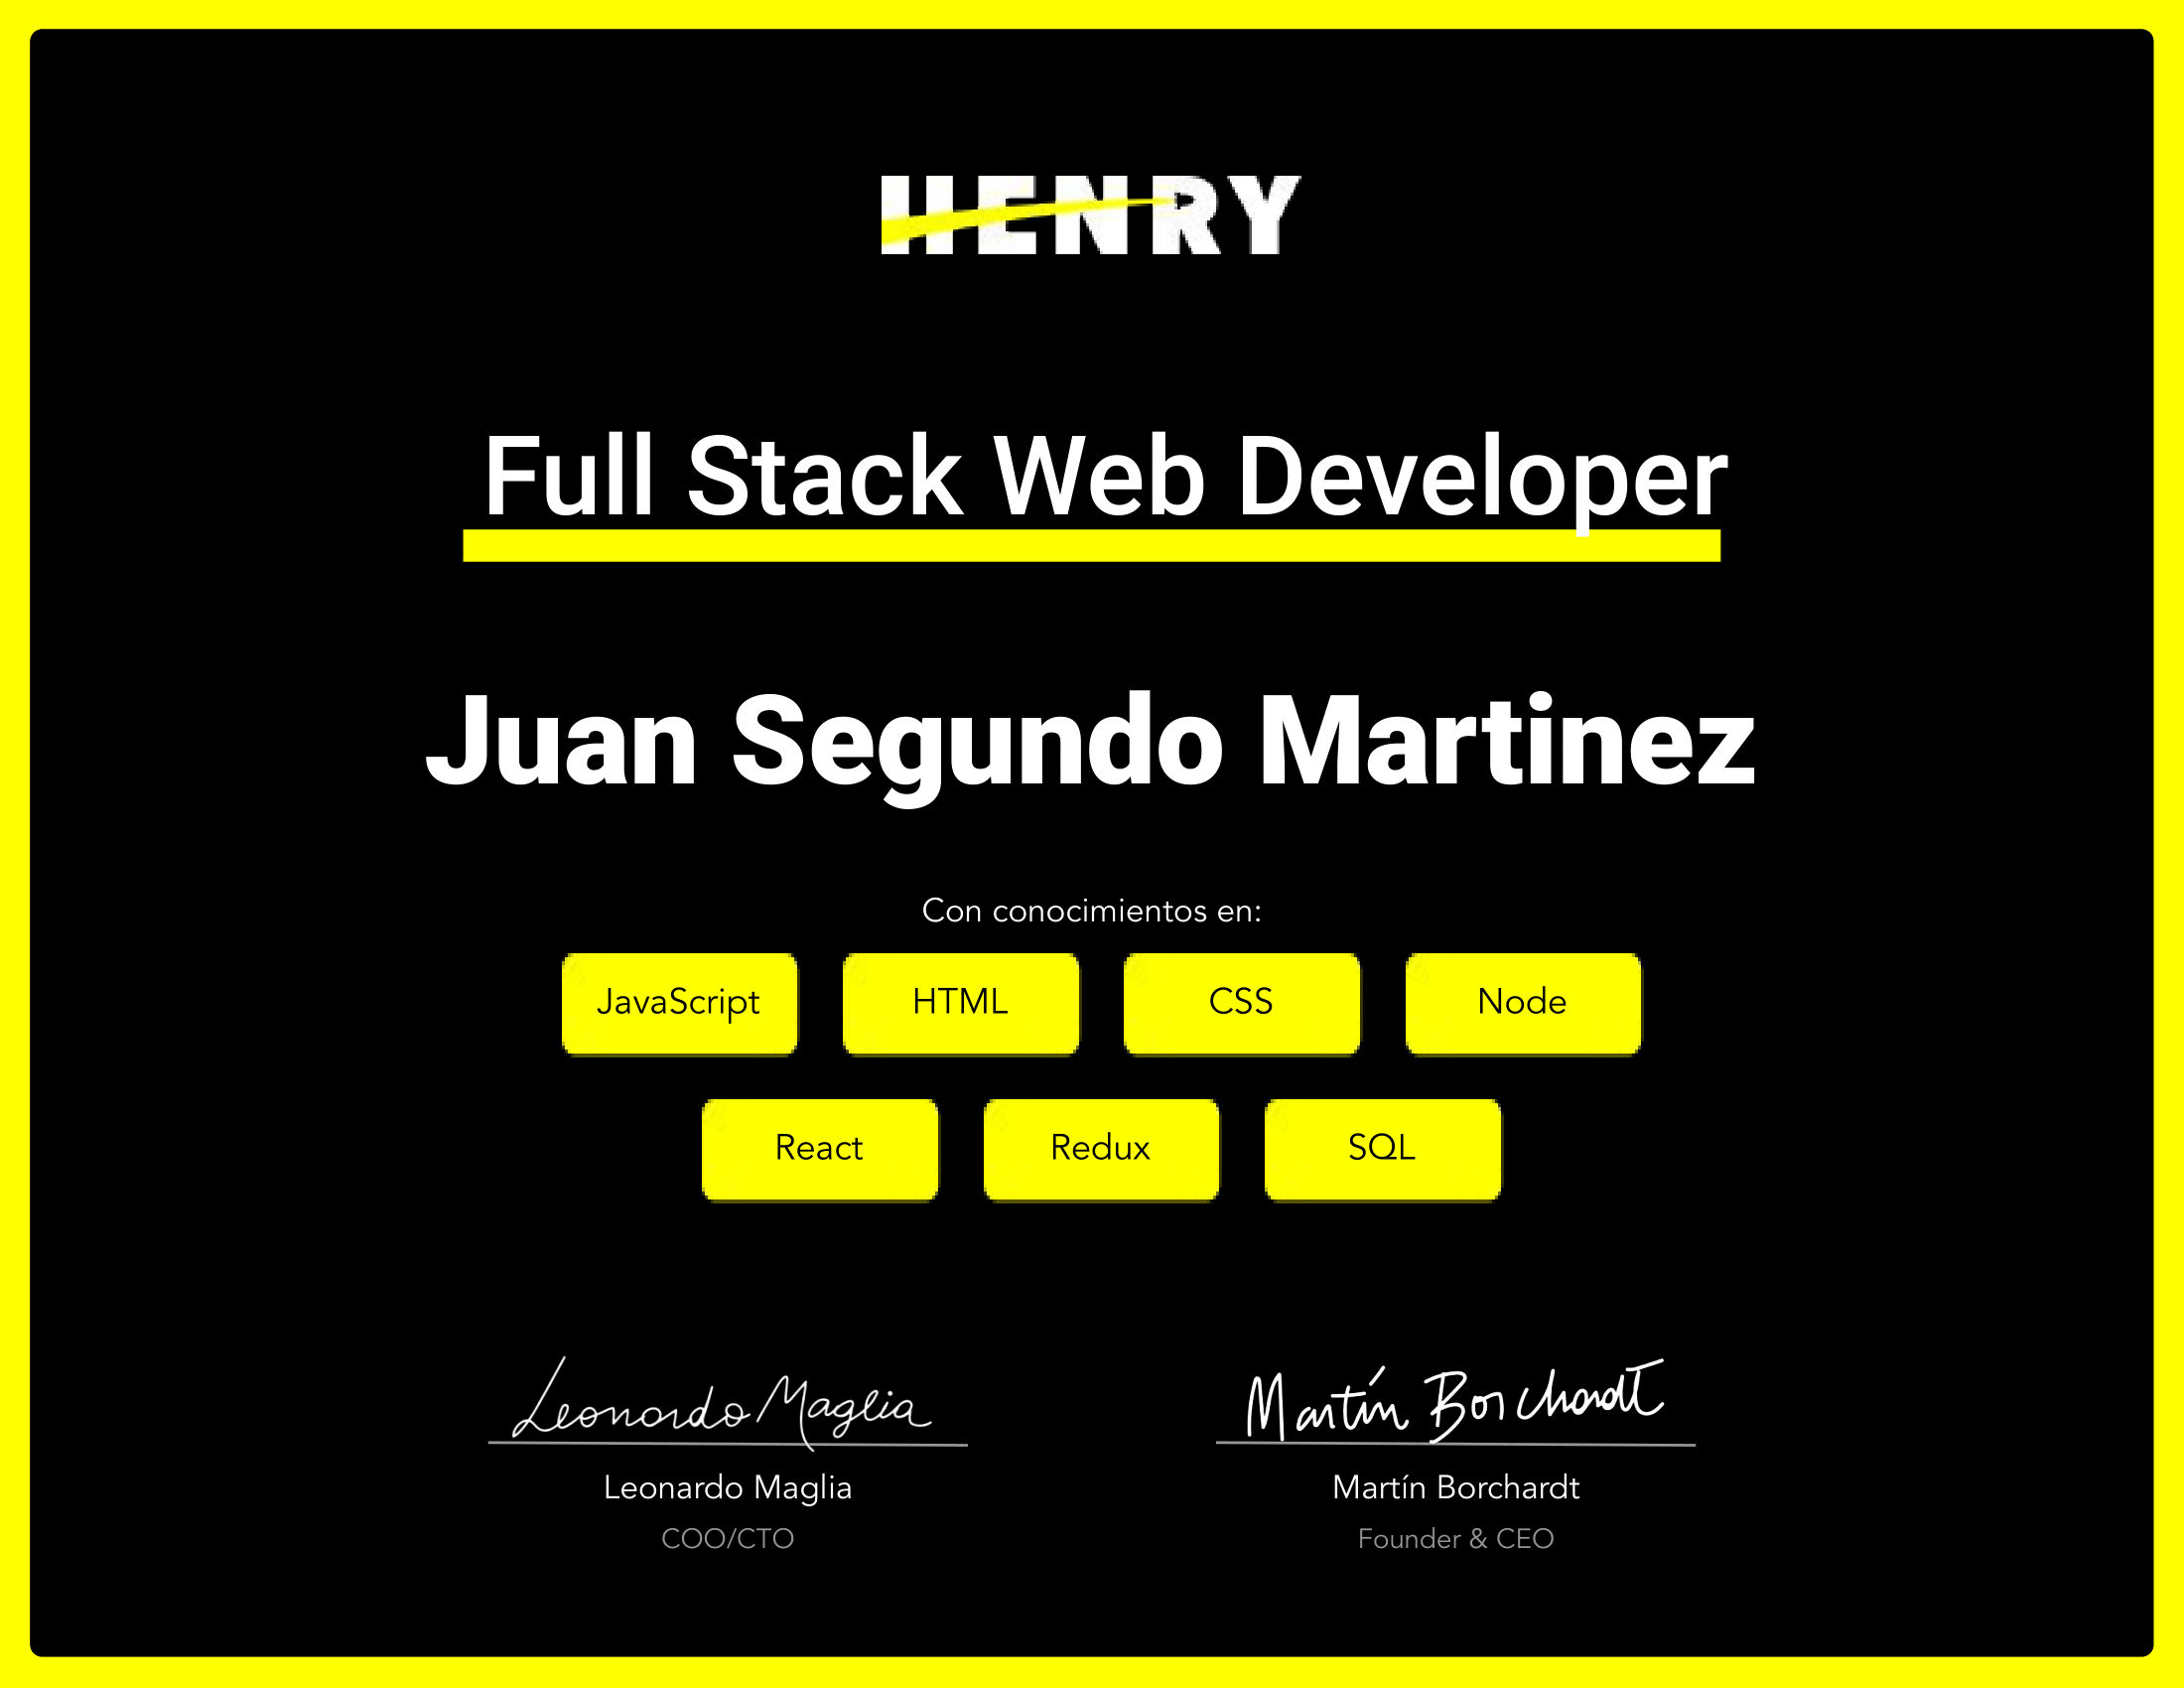 HENRY
Full Stack Web Developer
Juan Segundo Martinez
Con conocimientos en:
JavaScript HTML CSS Node
React Redux SQL
Leonardo Maglia Martín Borchardt
Leonardo Maglia Martín Borchardt
COO/CTO Founder & CEO